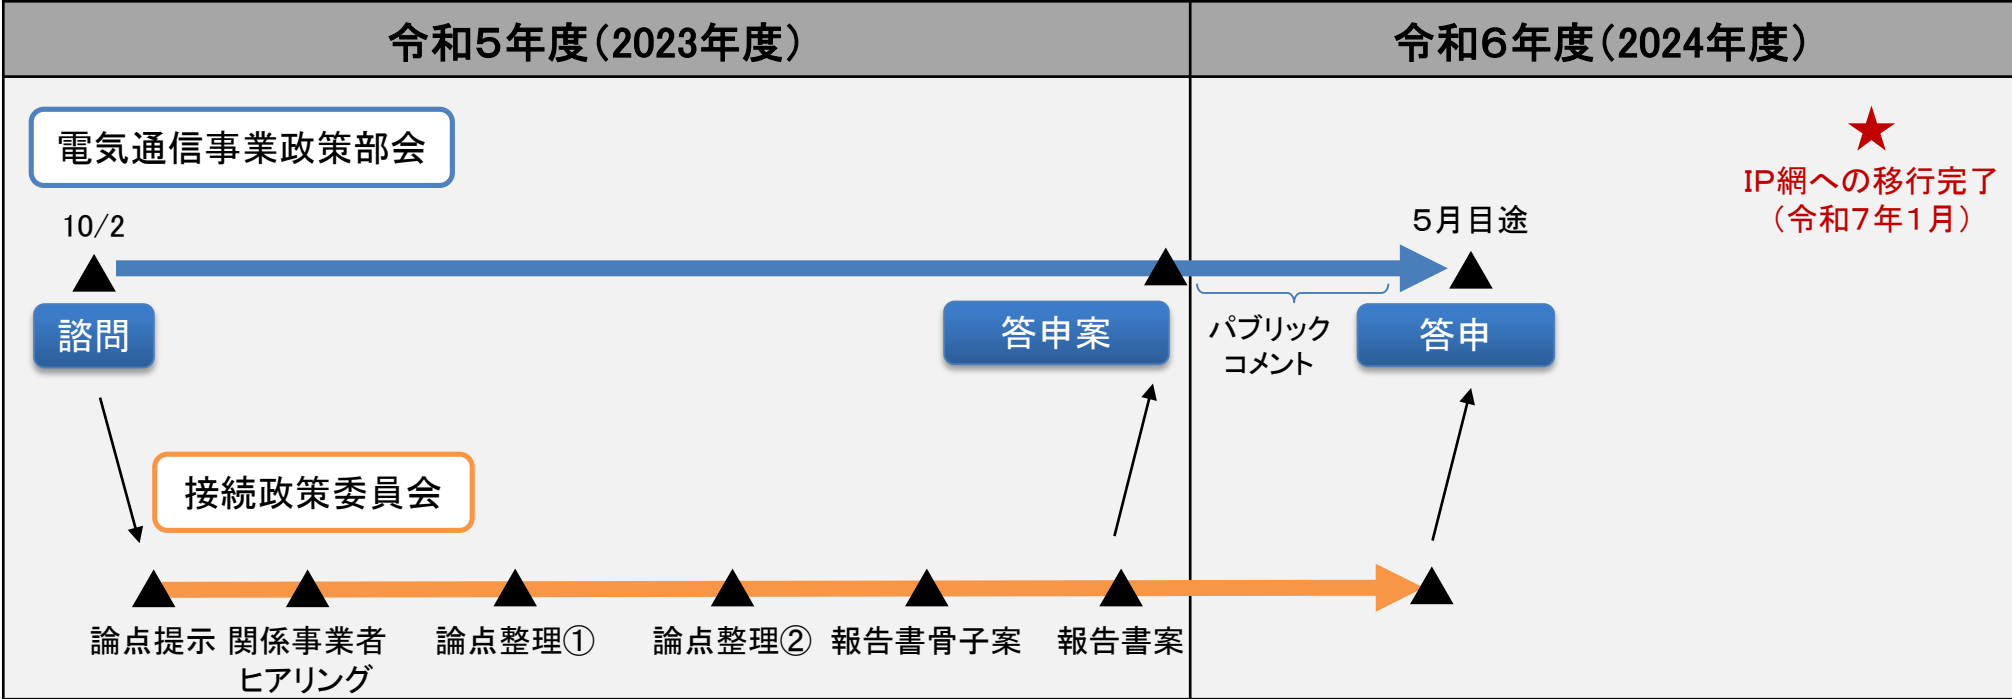 令和５年度（2023年度）
令和６年度（2024年度）
電気通信事業政策部会
IP網への移行完了
（令和７年１月）
10/2
５月目途
諮問
答申案
パブリック
コメント
答申
接続政策委員会
論点提示
関係事業者
ヒアリング
論点整理①
論点整理②
報告書骨子案
報告書案